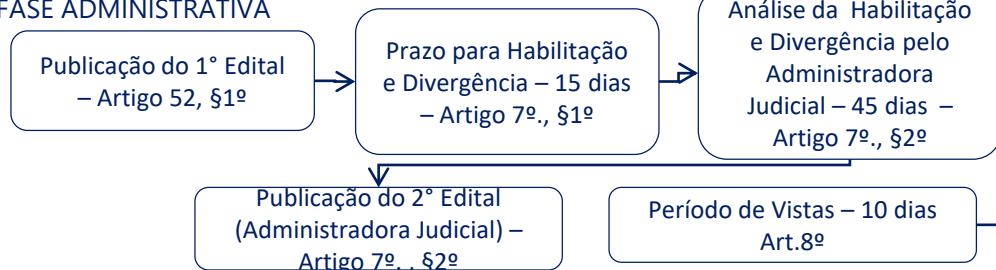 FASE ADMINISTRATIVA
Publicação do 1° Edital
– Artigo 52, §1º
Prazo para Habilitação
e Divergência – 15 dias
– Artigo 7º., §1º
Análise da Habilitação
e Divergência pelo
Administradora
Judicial – 45 dias –
Artigo 7º., §2º
Publicação do 2° Edital
(Administradora Judicial) –
Artigo 7º. , §2º
Período de Vistas – 10 dias
Art.8º